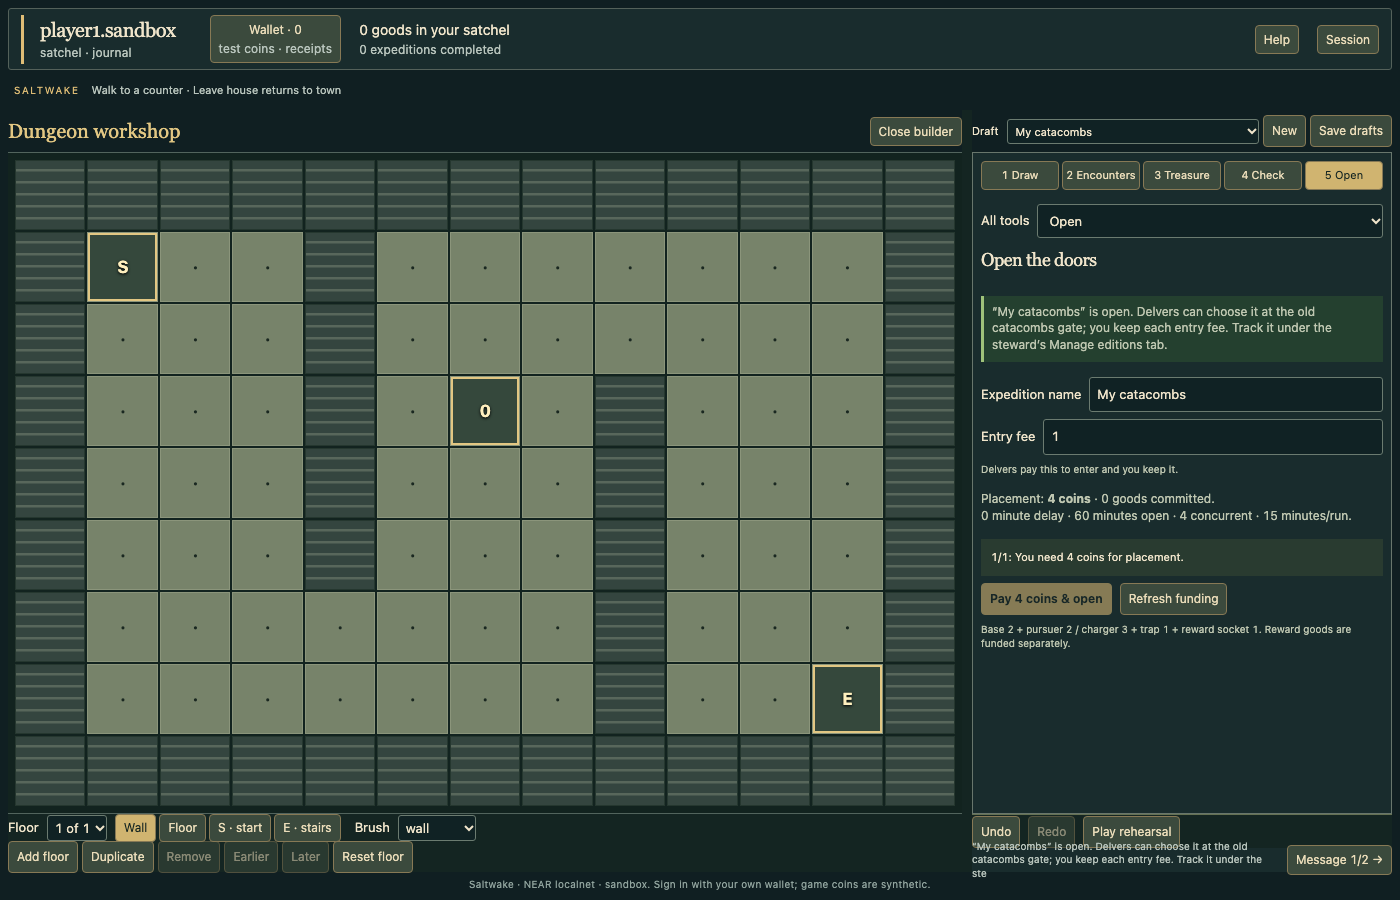 player1.sandbox
satchel · journal
Wallet · 0
test coins · receipts
0 goods in your satchel
0 expeditions completed
Help
Session
SALTWAKE Walk to a counter · Leave house returns to town
Dungeon workshop
Close builder
Draft
My catacombs
New
Save drafts
1 Draw
2 Encounters
3 Treasure
4 Check
5 Open
All tools
Open
Open the doors
"My catacombs" is open. Delvers can choose it at the old
catacombs gate; you keep each entry fee. Track it under the
steward's Manage editions tab.
Expedition name
My catacombs
Entry fee
1
Delvers pay this to enter and you keep it.
Placement: 4 coins · 0 goods committed.
0 minute delay · 60 minutes open · 4 concurrent · 15 minutes/run.
1/1: You need 4 coins for placement.
Pay 4 coins & open
Refresh funding
Base 2 + pursuer 2 / charger 3 + trap 1 + reward socket 1. Reward goods are
funded separately.
S
0
E
Floor
1 of 1
Wall
Floor
S · start
E · stairs
Brush
wall
Add floor
Duplicate
Remove
Earlier
Later
Reset floor
Undo
Redo
Play rehearsal
"My catacombs" is open. Delvers can choose it at the old
catacombs gate; you keep each entry fee. Track it under the
ste
Message 1/2 →
Saltwake · NEAR localnet · sandbox. Sign in with your own wallet; game coins are synthetic.